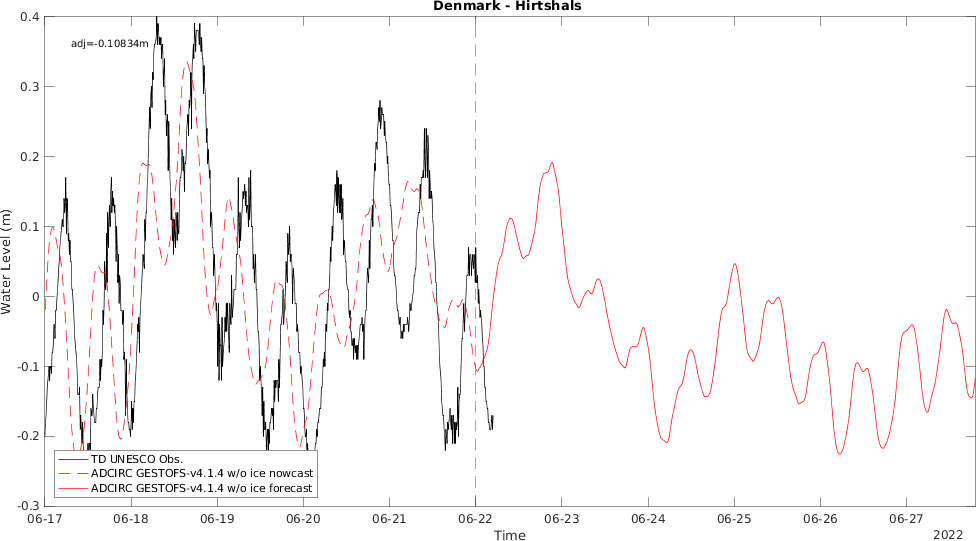 Denmark - Hirtshals
adj=-0.10834m
0.4
0.3
0.2
0.1
0
-0.1
-0.2
-0.3
Water Level (m)
TD UNESCO Obs.
ADCIRC GESTOFS-v4.1.4 w/o ice nowcast
ADCIRC GESTOFS-v4.1.4 w/o ice forecast
06-17 06-18 06-19 06-20 06-21 06-22 06-23 06-24 06-25 06-26 06-27
Time
2022